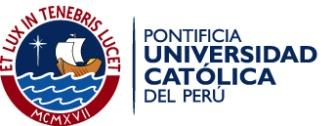 ET LUX IN TENEBRIS LUCET
MCMXVII
PONTIFICIA
UNIVERSIDAD
CATÓLICA
DEL PERÚ